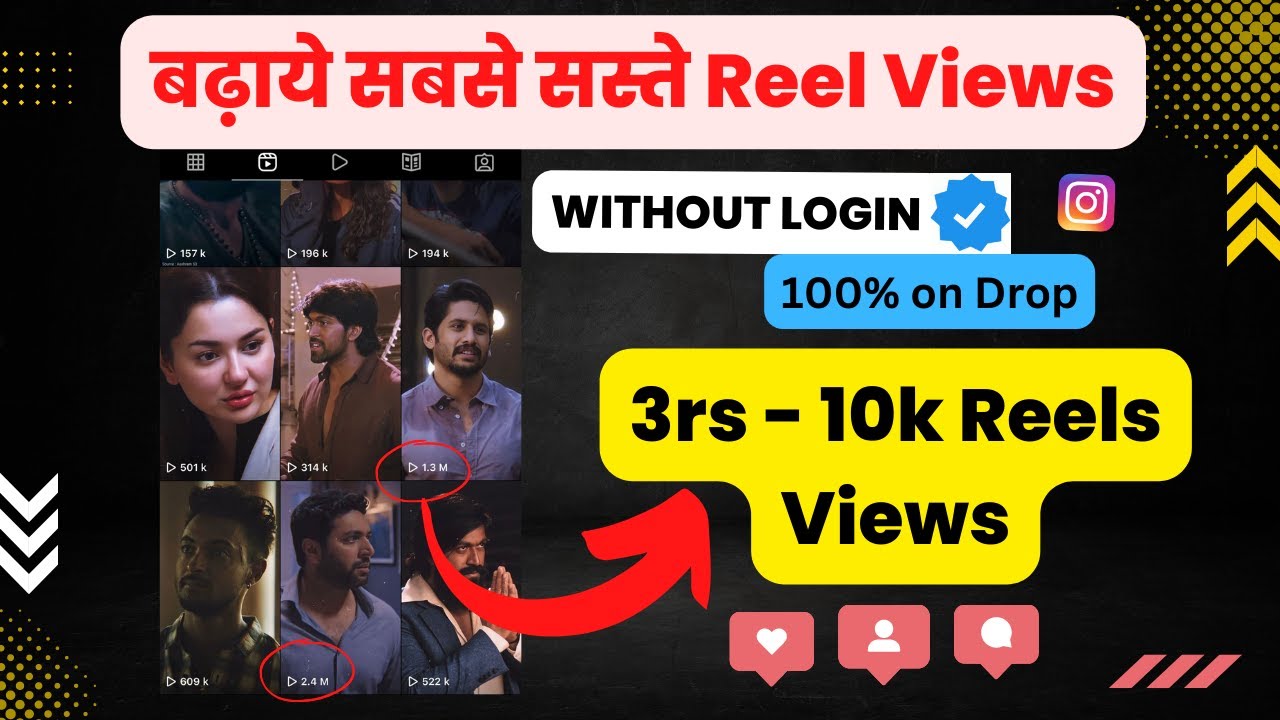 बढ़ाये सबसे सस्ते Reel Views
WITHOUT LOGIN
100% on Drop
157 k
196 k
194 k
501 k
314 k
1.3 M
3rs - 10k Reels
Views
609 k
2.4 M
522 k